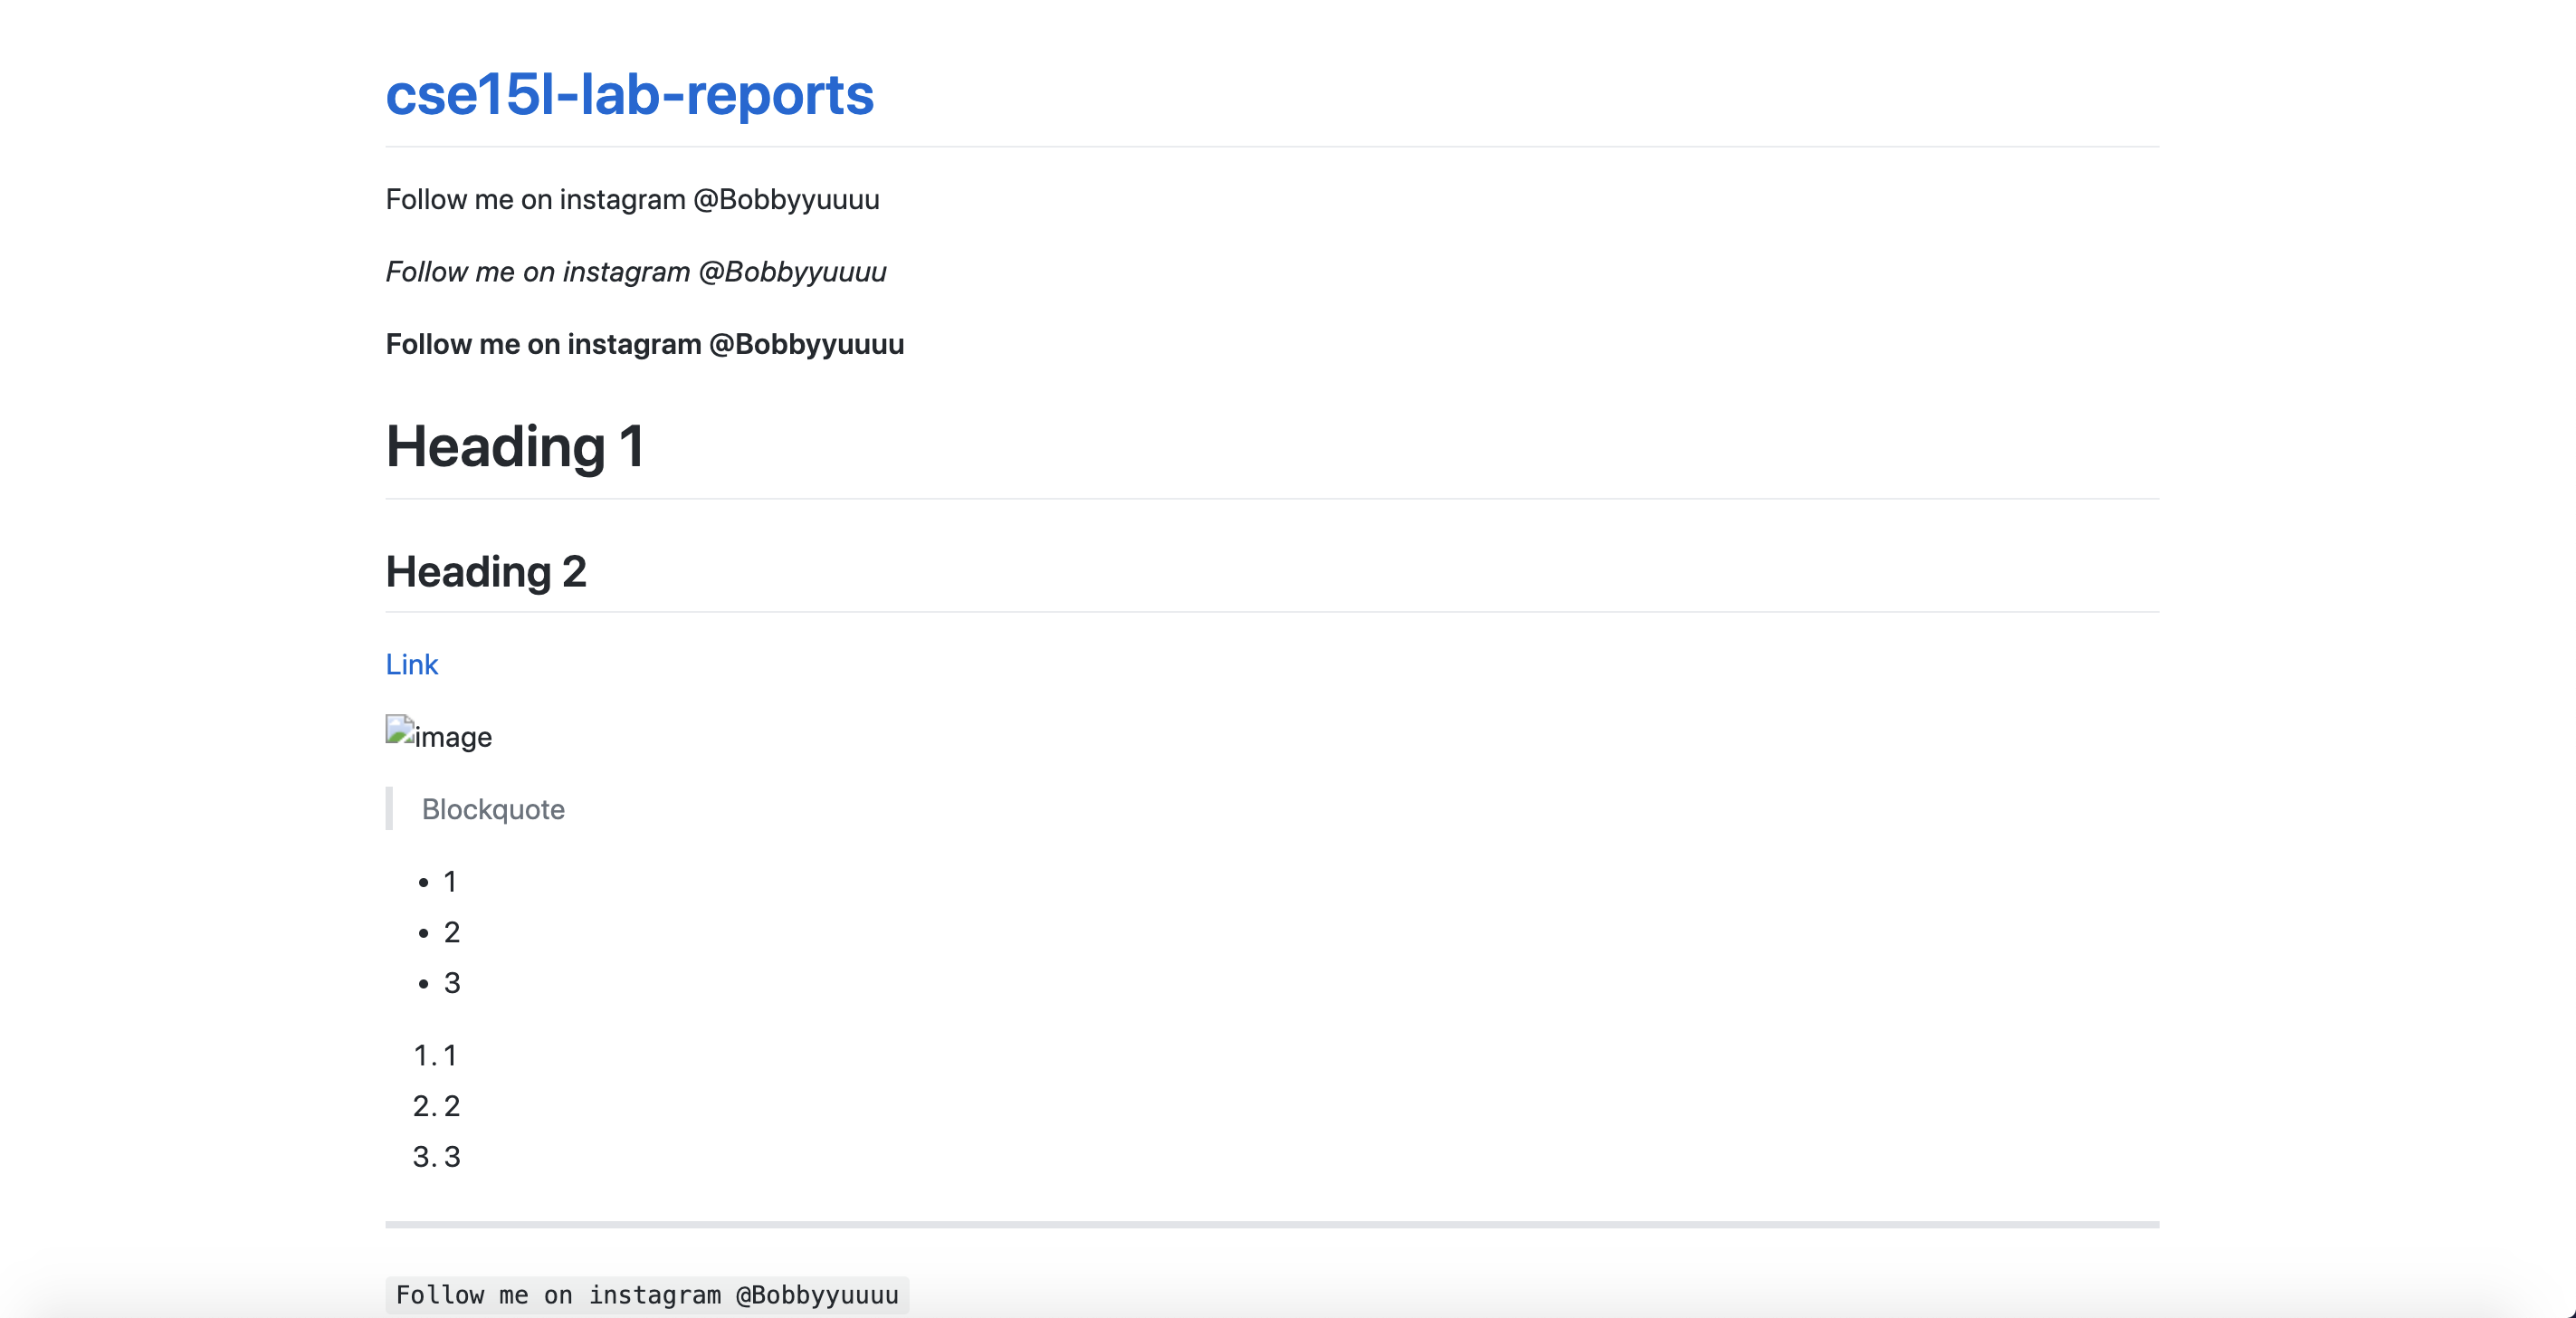 cse15l-lab-reports
Follow me on instagram @Bobbyyuuuu
Follow me on instagram @Bobbyyuuuu
Follow me on instagram @Bobbyyuuuu
Heading 1
Heading 2
Link
image
Blockquote
• 1
• 2
• 3
1. 1
2. 2
3. 3
Follow me on instagram @Bobbyyuuuu